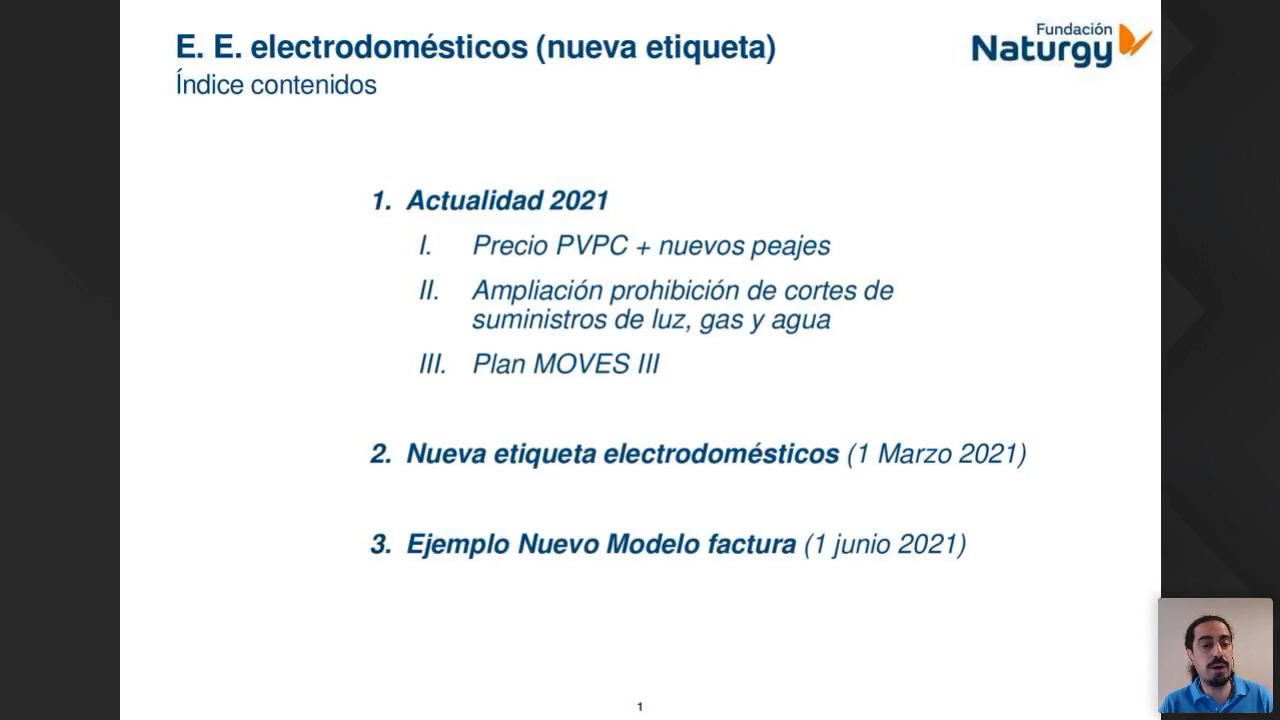 E. E. electrodomésticos (nueva etiqueta)
Índice contenidos
Fundación
Naturgy
1. Actualidad 2021
I. Precio PVPC + nuevos peajes
II. Ampliación prohibición de cortes de
suministros de luz, gas y agua
III. Plan MOVES III
2. Nueva etiqueta electrodomésticos (1 Marzo 2021)
3. Ejemplo Nuevo Modelo factura (1 junio 2021)
1